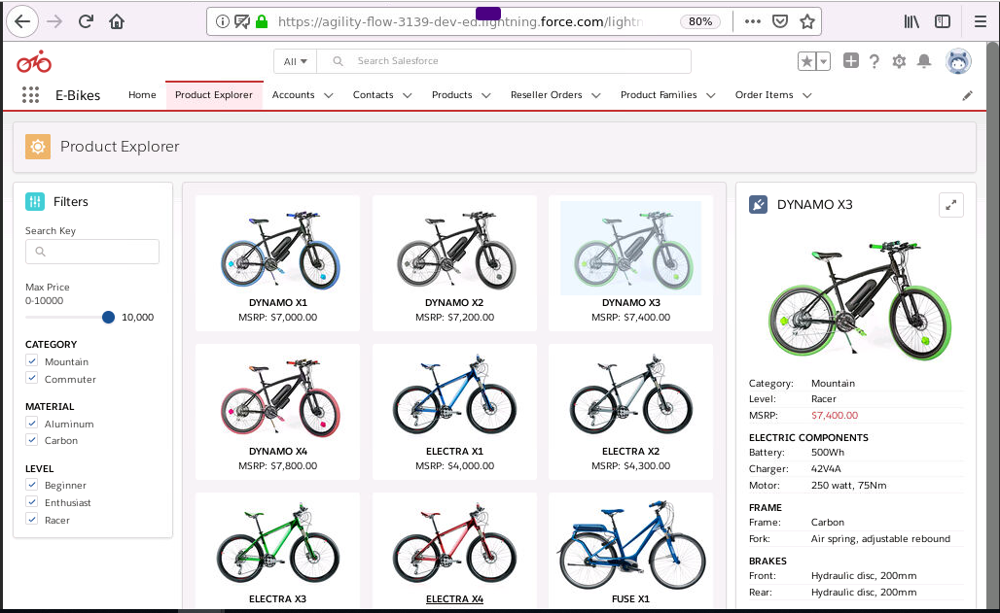 https://agility-flow-3139-dev-ed.lightning.force.com/lightn
80%
All
Search Salesforce
E-Bikes
Home
Product Explorer
Accounts
Contacts
Products
Reseller Orders
Product Families
Order Items
Product Explorer
Filters
Search Key
Max Price
0-10000
10,000
CATEGORY
Mountain
Commuter
MATERIAL
Aluminum
Carbon
LEVEL
Beginner
Enthusiast
Racer
DYNAMO X1
MSRP: $7,000.00
DYNAMO X2
MSRP: $7,200.00
DYNAMO X3
MSRP: $7,400.00
DYNAMO X4
MSRP: $7,800.00
ELECTRA X1
MSRP: $4,000.00
ELECTRA X2
MSRP: $4,300.00
ELECTRA X3
ELECTRA X4
FUSE X1
DYNAMO X3
Category: Mountain
Level: Racer
MSRP: $7,400.00
ELECTRIC COMPONENTS
Battery: 500Wh
Charger: 42V4A
Motor: 250 watt, 75Nm
FRAME
Frame: Carbon
Fork: Air spring, adjustable rebound
BRAKES
Front: Hydraulic disc, 200mm
Rear: Hydraulic disc, 200mm